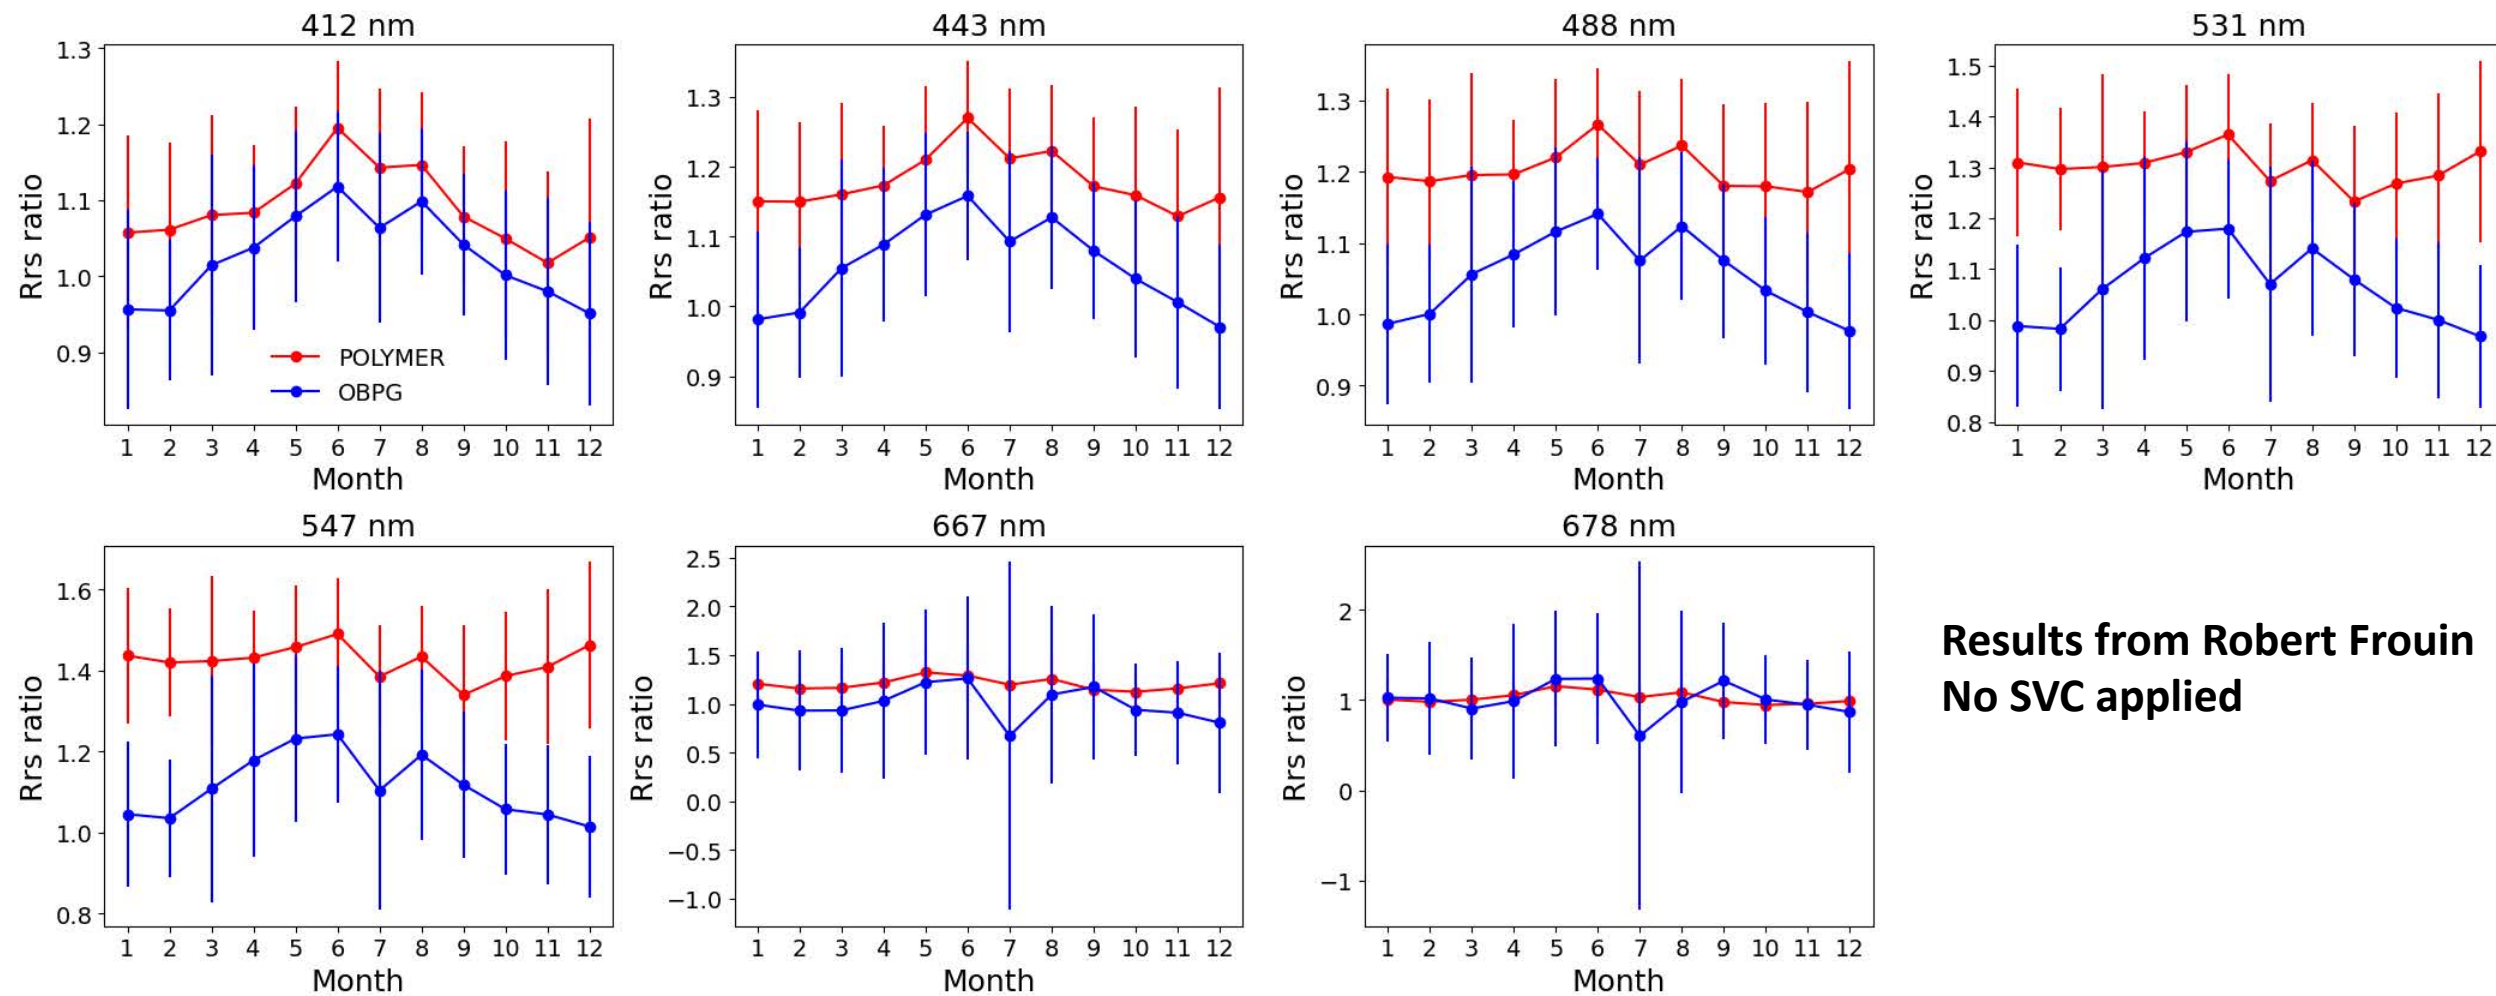 412 nm
1.3
1.2
1.1
1.0
0.9
Rrs ratio
POLYMER
OBPG
1 2 3 4 5 6 7 8 9 10 11 12
Month
443 nm
1.3
1.2
1.1
1.0
0.9
Rrs ratio
1 2 3 4 5 6 7 8 9 10 11 12
Month
488 nm
1.3
1.2
1.1
1.0
0.9
Rrs ratio
1 2 3 4 5 6 7 8 9 10 11 12
Month
531 nm
1.5
1.4
1.3
1.2
1.1
1.0
0.9
0.8
Rrs ratio
1 2 3 4 5 6 7 8 9 10 11 12
Month
547 nm
1.6
1.4
1.2
1.0
0.8
Rrs ratio
1 2 3 4 5 6 7 8 9 10 11 12
Month
667 nm
2.5
2.0
1.5
1.0
0.5
0.0
−0.5
−1.0
Rrs ratio
1 2 3 4 5 6 7 8 9 10 11 12
Month
678 nm
2
1
0
−1
Rrs ratio
1 2 3 4 5 6 7 8 9 10 11 12
Month
Results from Robert Frouin
No SVC applied